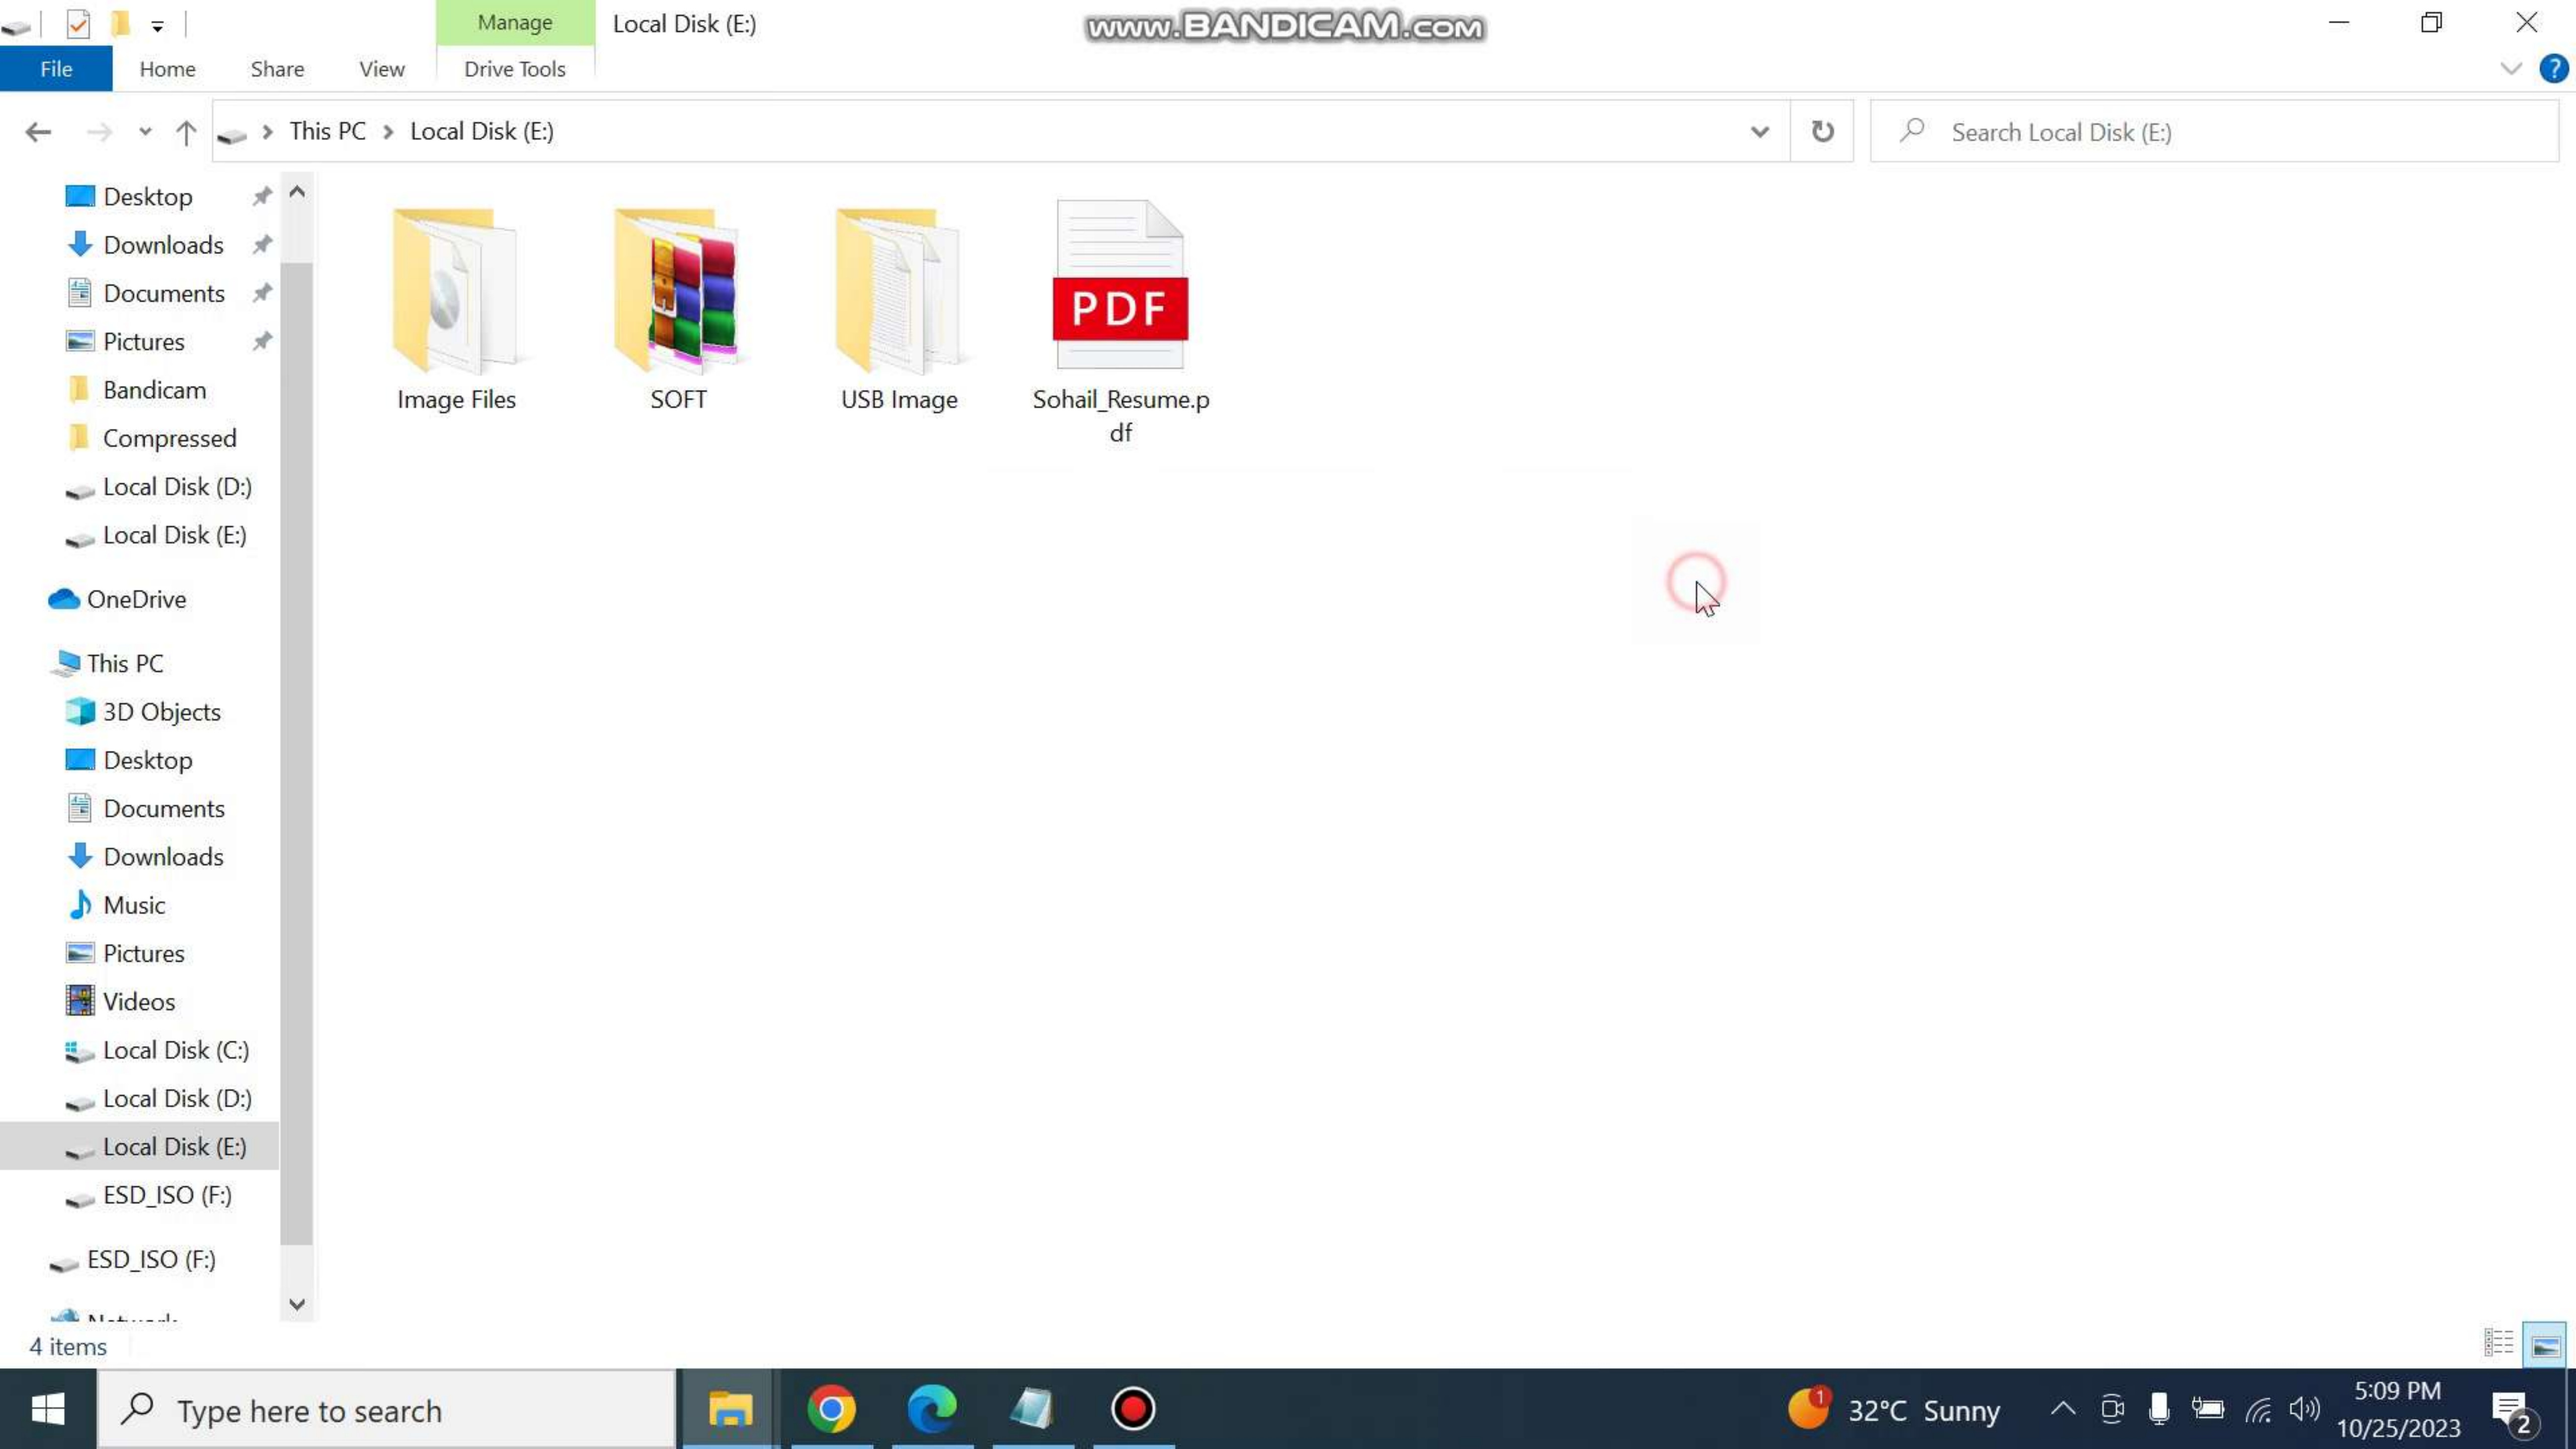 Manage
Local Disk (E:)
www.BANDICAM.com
File
Home
Share
View
Drive Tools
This PC
Local Disk (E:)
Search Local Disk (E:)
Desktop
Downloads
Documents
Pictures
Bandicam
Compressed
Local Disk (D:)
Local Disk (E:)
OneDrive
This PC
3D Objects
Desktop
Documents
Downloads
Music
Pictures
Videos
Local Disk (C:)
Local Disk (D:)
Local Disk (E:)
ESD_ISO (F:)
ESD_ISO (F:)
Image Files
SOFT
USB Image
PDF
Sohail_Resume.p
df
4 items
Type here to search
1
32°C Sunny
5:09 PM
10/25/2023
2